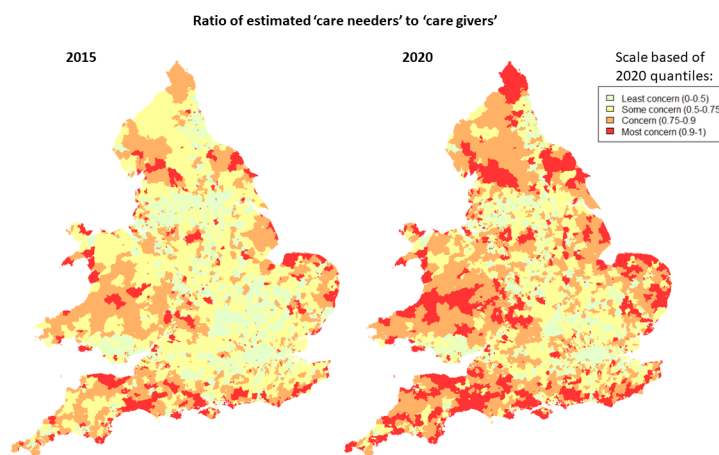 Ratio of estimated ‘care needers’ to ‘care givers’
2015
2020
Scale based of
2020 quantiles:
Least concern (0-0.5)
Some concern (0.5-0.75
Concern (0.75-0.9
Most concern (0.9-1)